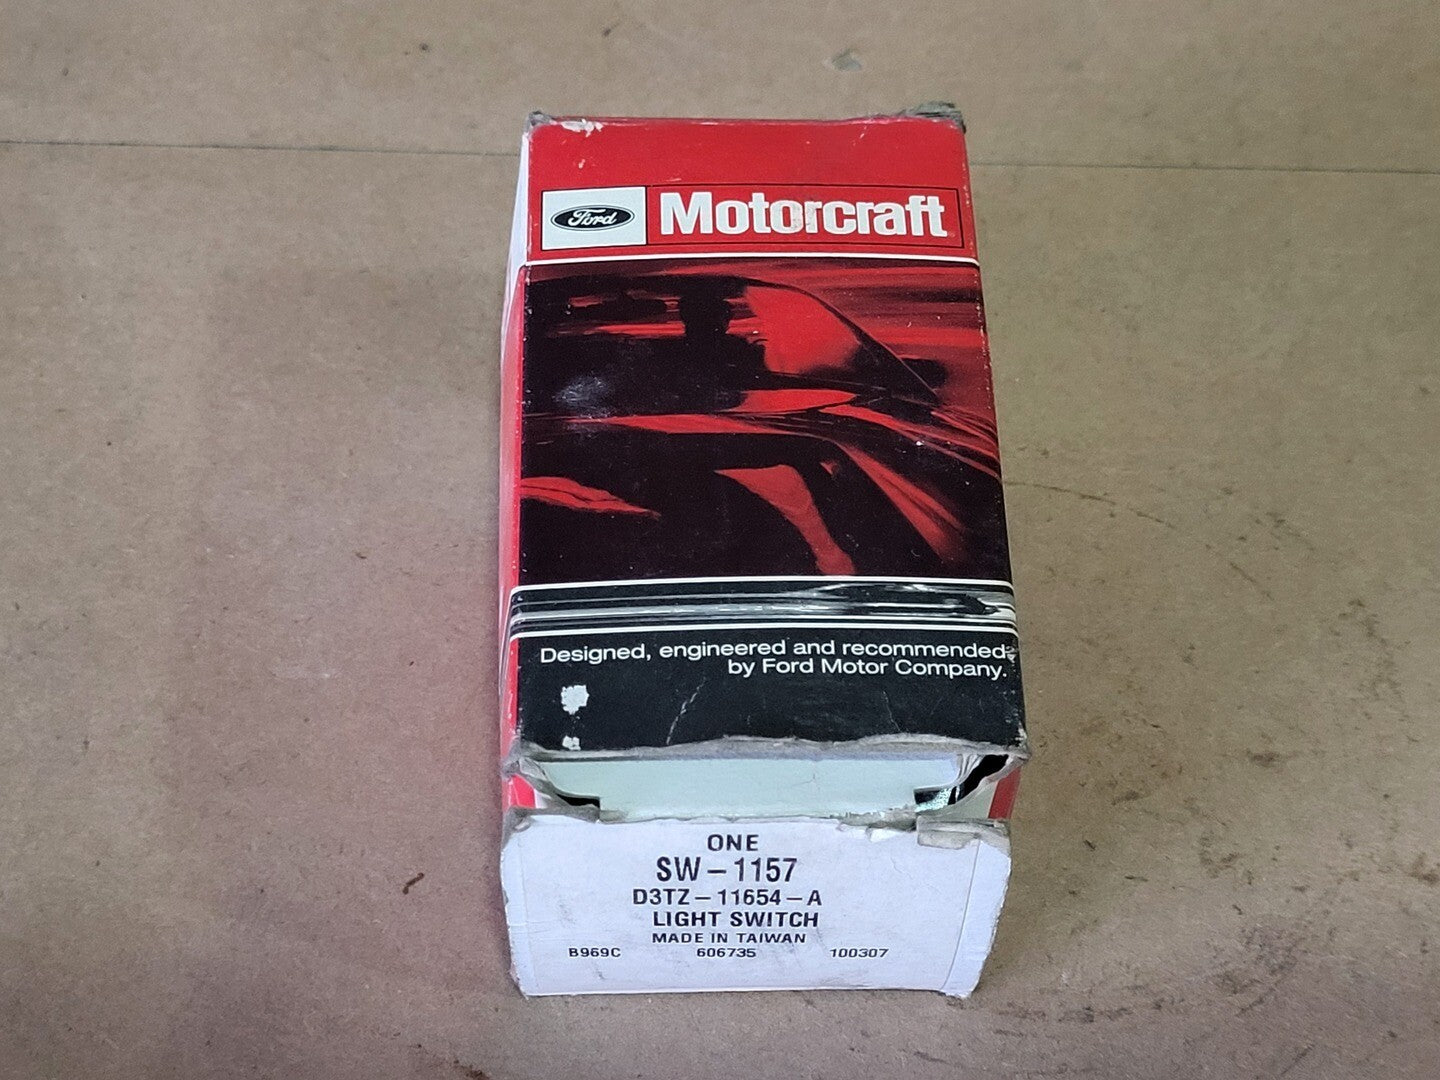 Ford Motorcraft
Designed, engineered and recommended
by Ford Motor Company.
ONE
SW-1157
D3TZ-11654-A
LIGHT SWITCH
MADE IN TAIWAN
B969C 606735 100307